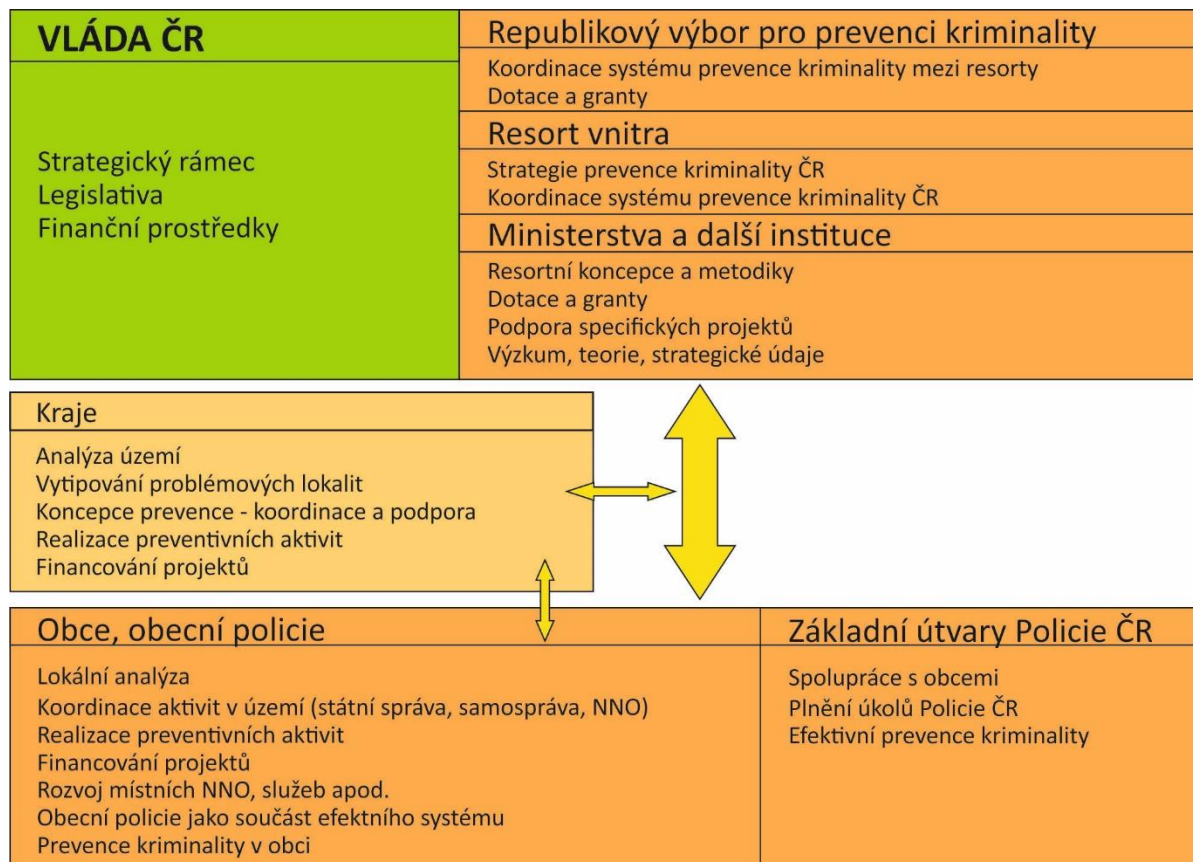 VLÁDA ČR
Strategický rámec
Legislativa
Finanční prostředky
Republikový výbor pro prevenci kriminality
Koordinace systému prevence kriminality mezi resorty
Dotace a granty
Resort vnitra
Strategie prevence kriminality ČR
Koordinace systému prevence kriminality ČR
Ministerstva a další instituce
Resortní koncepce a metodiky
Dotace a granty
Podpora specifických projektů
Výzkum, teorie, strategické údaje
Kraje
Analýza území
Vytipování problémových lokalit
Koncepce prevence - koordinace a podpora
Realizace preventivních aktivit
Financování projektů
Obce, obecní policie
Lokální analýza
Koordinace aktivit v území (státní správa, samospráva, NNO)
Realizace preventivních aktivit
Financování projektů
Rozvoj místních NNO, služeb apod.
Obecní policie jako součást efektního systému
Prevence kriminality v obci
Základní útvary Policie ČR
Spolupráce s obcemi
Plnění úkolů Policie ČR
Efektivní prevence kriminality